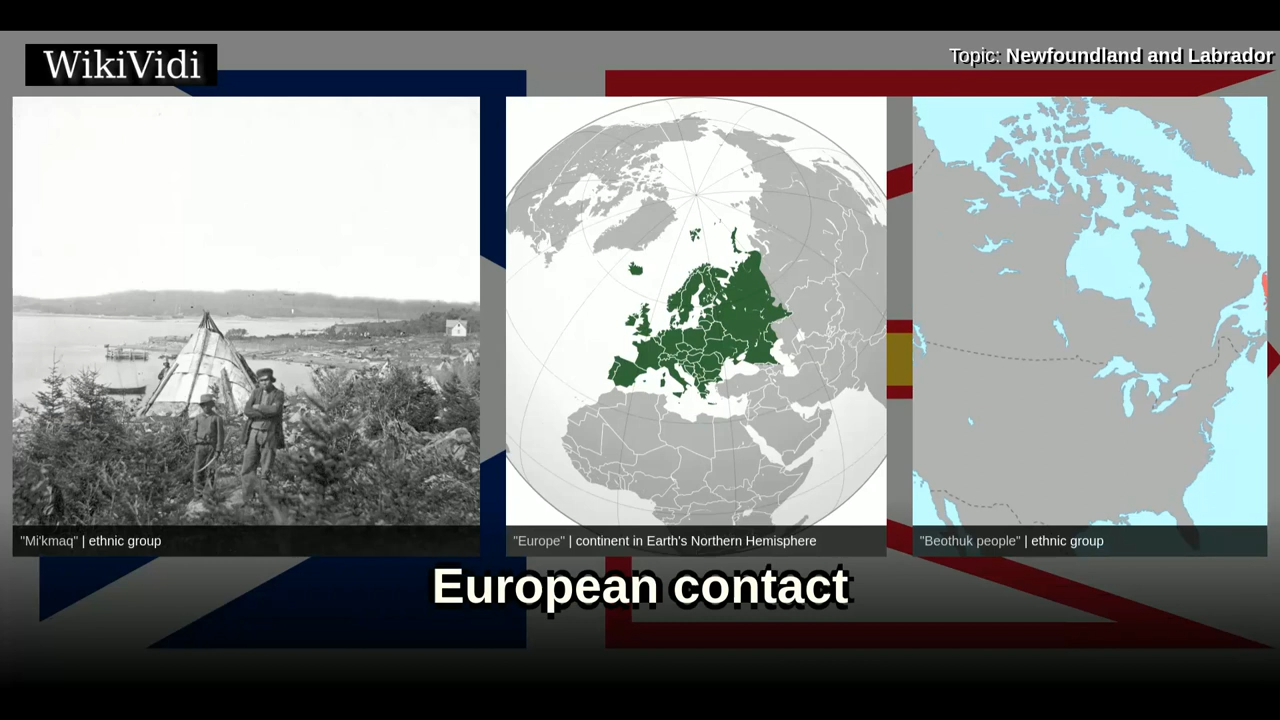 WikiVidi
Topic: Newfoundland and Labrador
"Mi'kmaq" | ethnic group
"Europe" | continent in Earth's Northern Hemisphere
"Beothuk people" | ethnic group
European contact